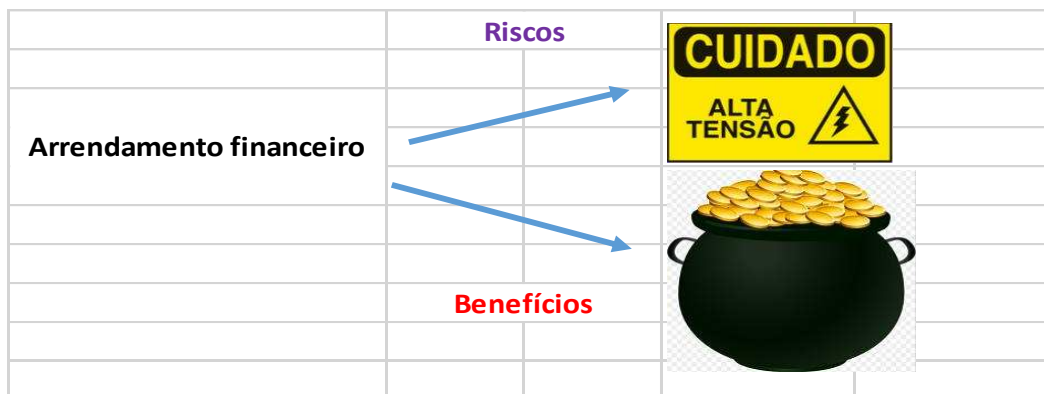 Riscos
CUIDADO
ALTA
TENSÃO
Arrendamento financeiro
Benefícios